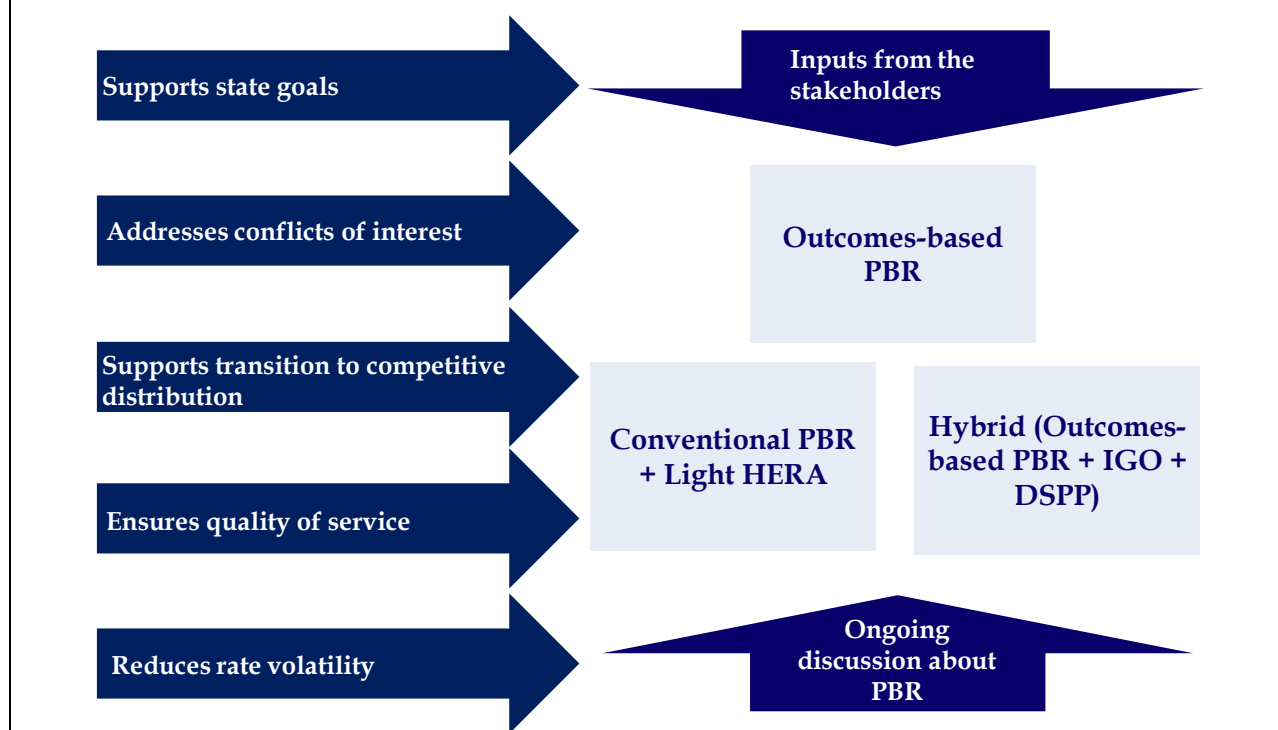 Supports state goals
Addresses conflicts of interest
Supports transition to competitive
distribution
Ensures quality of service
Reduces rate volatility
Inputs from the
stakeholders
Outcomes-based
PBR
Conventional PBR
+ Light HERA
Hybrid (Outcomes-
based PBR + IGO +
DSPP)
Ongoing
discussion about
PBR